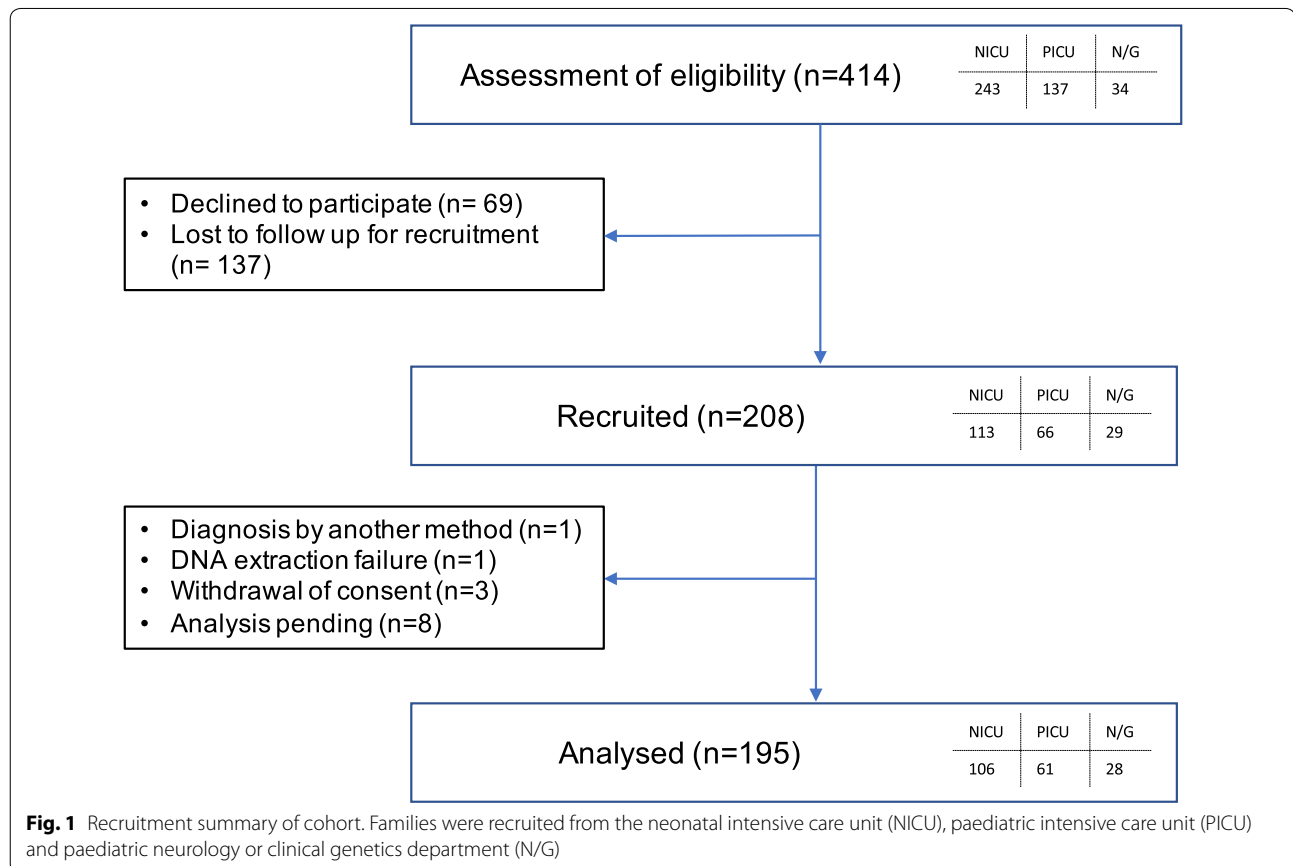 Assessment of eligibility (n=414)
NICU PICU N/G
243 137 34
• Declined to participate (n= 69)
• Lost to follow up for recruitment
(n= 137)
Recruited (n=208)
NICU PICU N/G
113 66 29
• Diagnosis by another method (n=1)
• DNA extraction failure (n=1)
• Withdrawal of consent (n=3)
• Analysis pending (n=8)
Analysed (n=195)
NICU PICU N/G
106 61 28
Fig. 1 Recruitment summary of cohort. Families were recruited from the neonatal intensive care unit (NICU), paediatric intensive care unit (PICU)
and paediatric neurology or clinical genetics department (N/G)